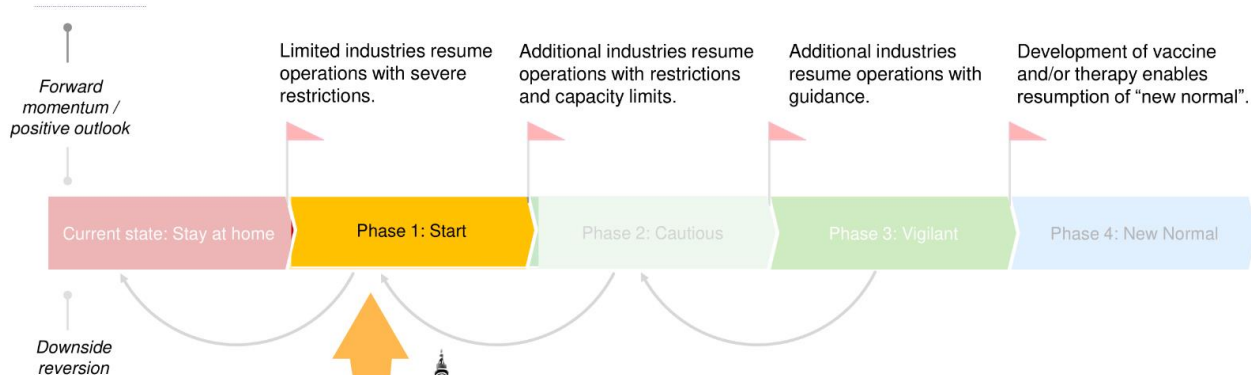 Forward
momentum /
positive outlook
Limited industries resume
operations with severe
restrictions.
Additional industries resume
operations with restrictions
and capacity limits.
Additional industries
resume operations with
guidance.
Development of vaccine
and/or therapy enables
resumption of “new normal”.
Current state: Stay at home
Phase 1: Start
Phase 2: Cautious
Phase 3: Vigilant
Phase 4: New Normal
Downside
reversion